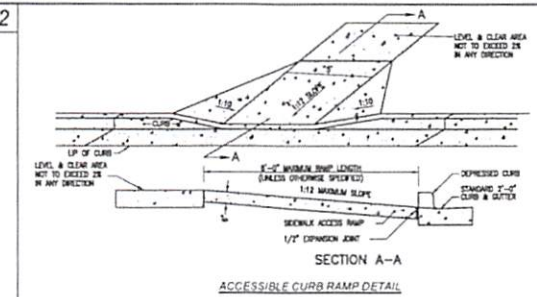 2
A
LEVEL & CLEAR AREA
NOT TO EXCEED 2%
IN ANY DIRECTION
1:12 SLOPE
1:10
1:10
CURB
LIP OF CURB
A
LEVEL & CLEAR AREA
NOT TO EXCEED 2%
IN ANY DIRECTION
MAXIMUM RAMP LENGTH
(UNLESS OTHERWISE SPECIFIED)
1:12 MAXIMUM SLOPE
DEPRESSED CURB
STANDARD 2'-0"
CURB & GUTTER
SIDEWALK ACCESS RAMP
1/2" EXPANSION JOINT
SECTION A-A
ACCESSIBLE CURB RAMP DETAIL